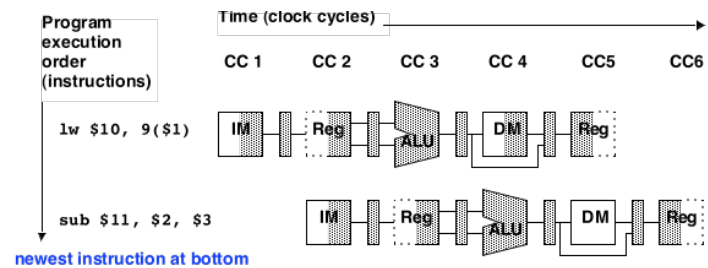 Program
execution
order
(instructions)
Time (clock cycles)
CC 1 CC 2 CC 3 CC 4 CC5 CC6
lw $10, 9($1)
IM Reg ALU DM Reg
sub $11, $2, $3
IM Reg ALU DM Reg
newest instruction at bottom